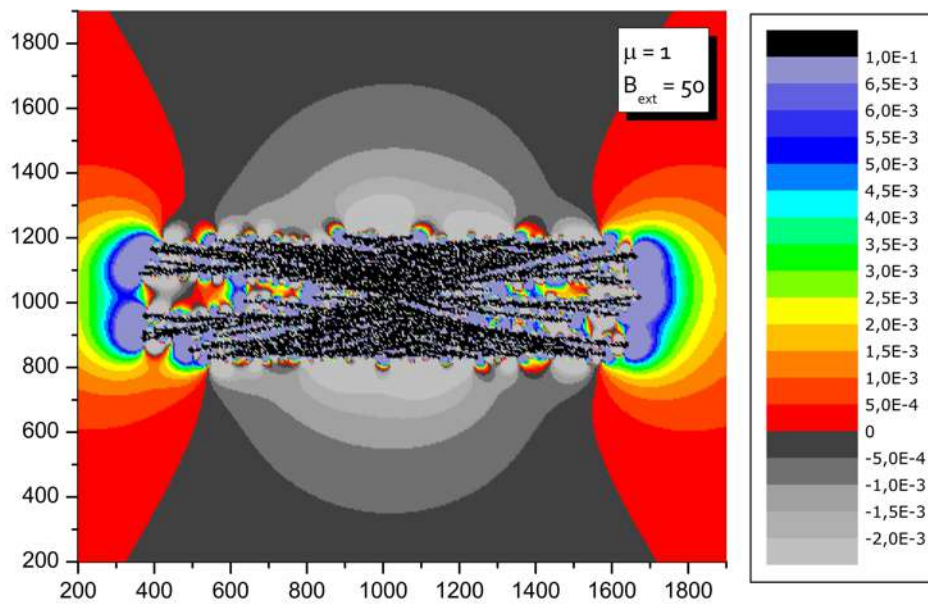 1800
1600
1400
1200
1000
800
600
400
200
200 400 600 800 1000 1200 1400 1600 1800
μ = 1
B_ext = 50
1,0E-1
6,5E-3
6,0E-3
5,5E-3
5,0E-3
4,5E-3
4,0E-3
3,5E-3
3,0E-3
2,5E-3
2,0E-3
1,5E-3
1,0E-3
5,0E-4
0
-5,0E-4
-1,0E-3
-1,5E-3
-2,0E-3